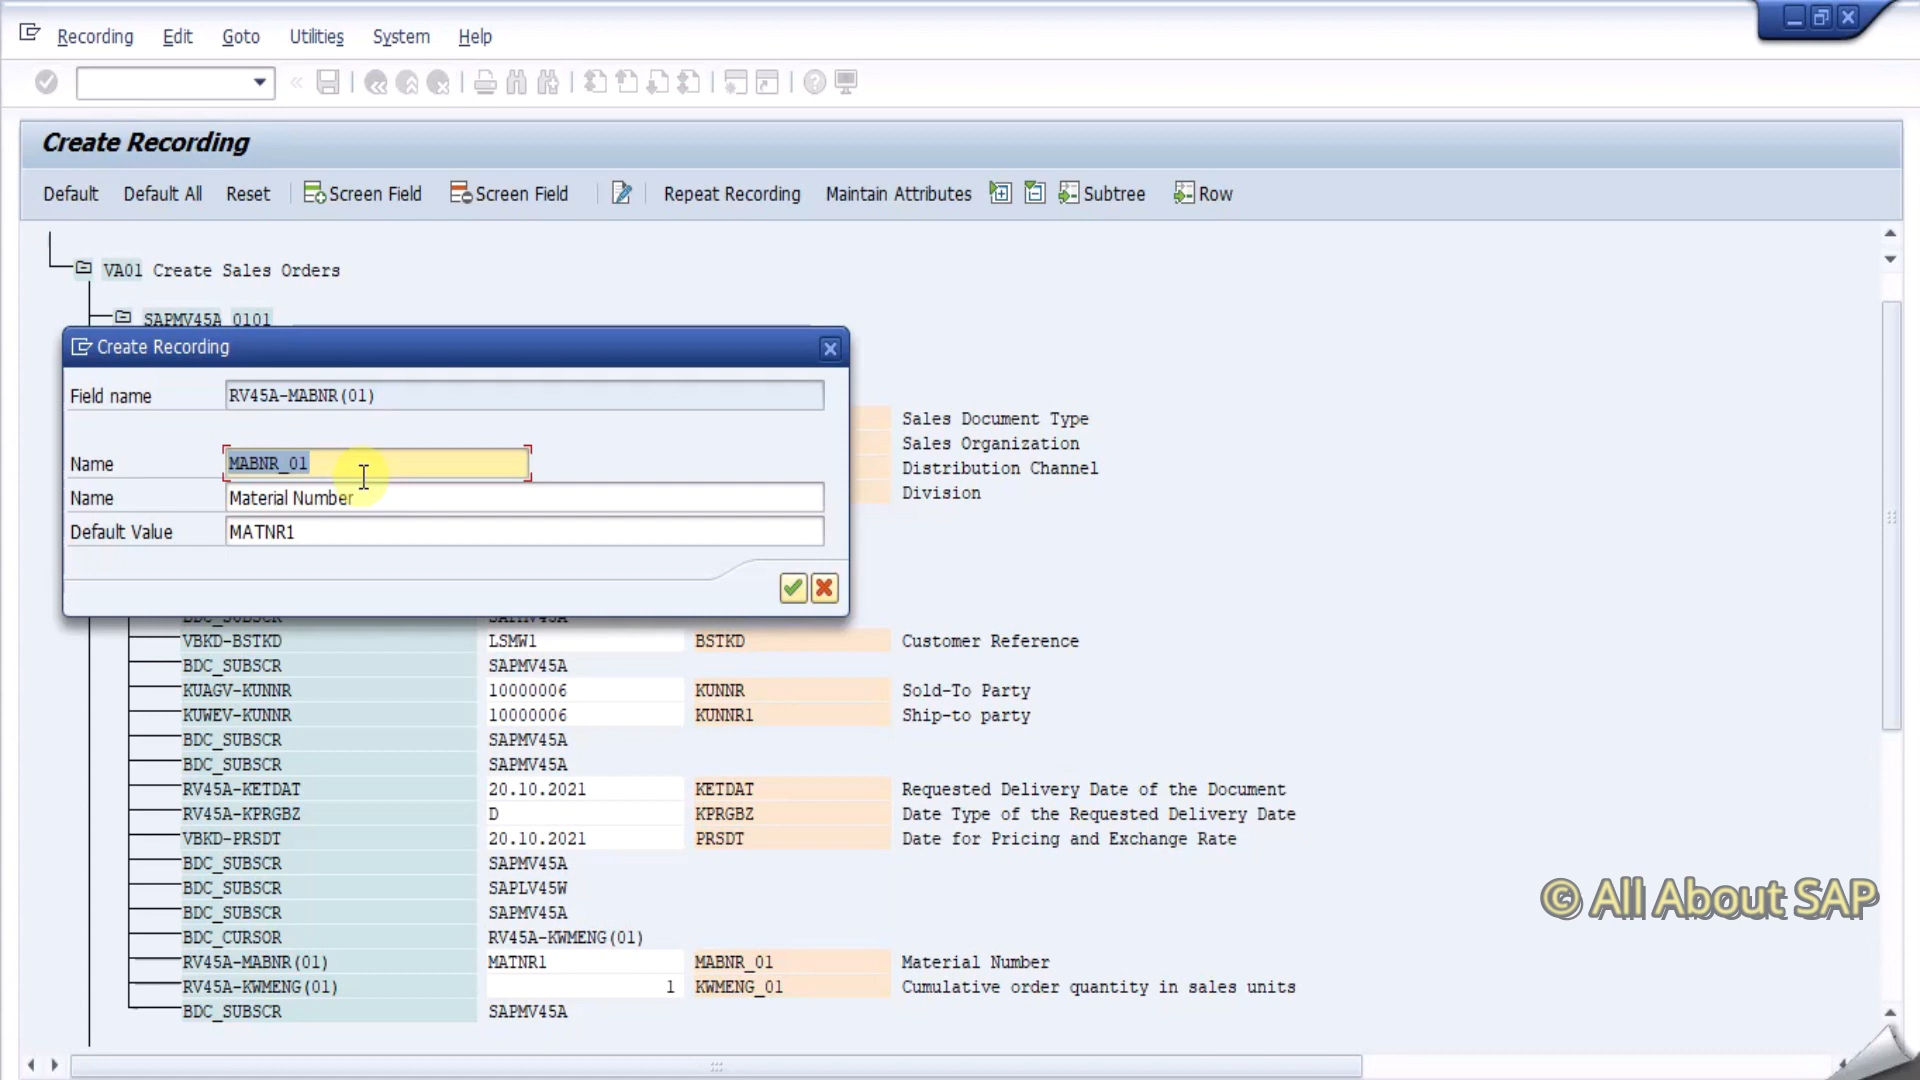 Recording Edit Goto Utilities System Help
Create Recording
Default Default All Reset Screen Field Screen Field Repeat Recording Maintain Attributes Subtree Row
VA01 Create Sales Orders
SAPMV45A 0101
Create Recording
Field name RV45A-MABNR(01)
Name MABNR_01
Name Material Number
Default Value MATNR1
Sales Document Type
Sales Organization
Distribution Channel
Division
BDC_SUBSCR SAPMV45A
VBKD-BSTKD LSMW1 BSTKD Customer Reference
BDC_SUBSCR SAPMV45A
KUAGV-KUNNR 10000006 KUNNR Sold-To Party
KUWEV-KUNNR 10000006 KUNNR1 Ship-to party
BDC_SUBSCR SAPMV45A
BDC_SUBSCR SAPMV45A
RV45A-KETDAT 20.10.2021 KETDAT Requested Delivery Date of the Document
RV45A-KPRGBZ D KPRGBZ Date Type of the Requested Delivery Date
VBKD-PRSDT 20.10.2021 PRSDT Date for Pricing and Exchange Rate
BDC_SUBSCR SAPMV45A
BDC_SUBSCR SAPLV45W
BDC_SUBSCR SAPMV45A
BDC_CURSOR RV45A-KWMENG(01)
RV45A-MABNR(01) MATNR1 MABNR_01 Material Number
RV45A-KWMENG(01) 1 KWMENG_01 Cumulative order quantity in sales units
BDC_SUBSCR SAPMV45A
© All About SAP